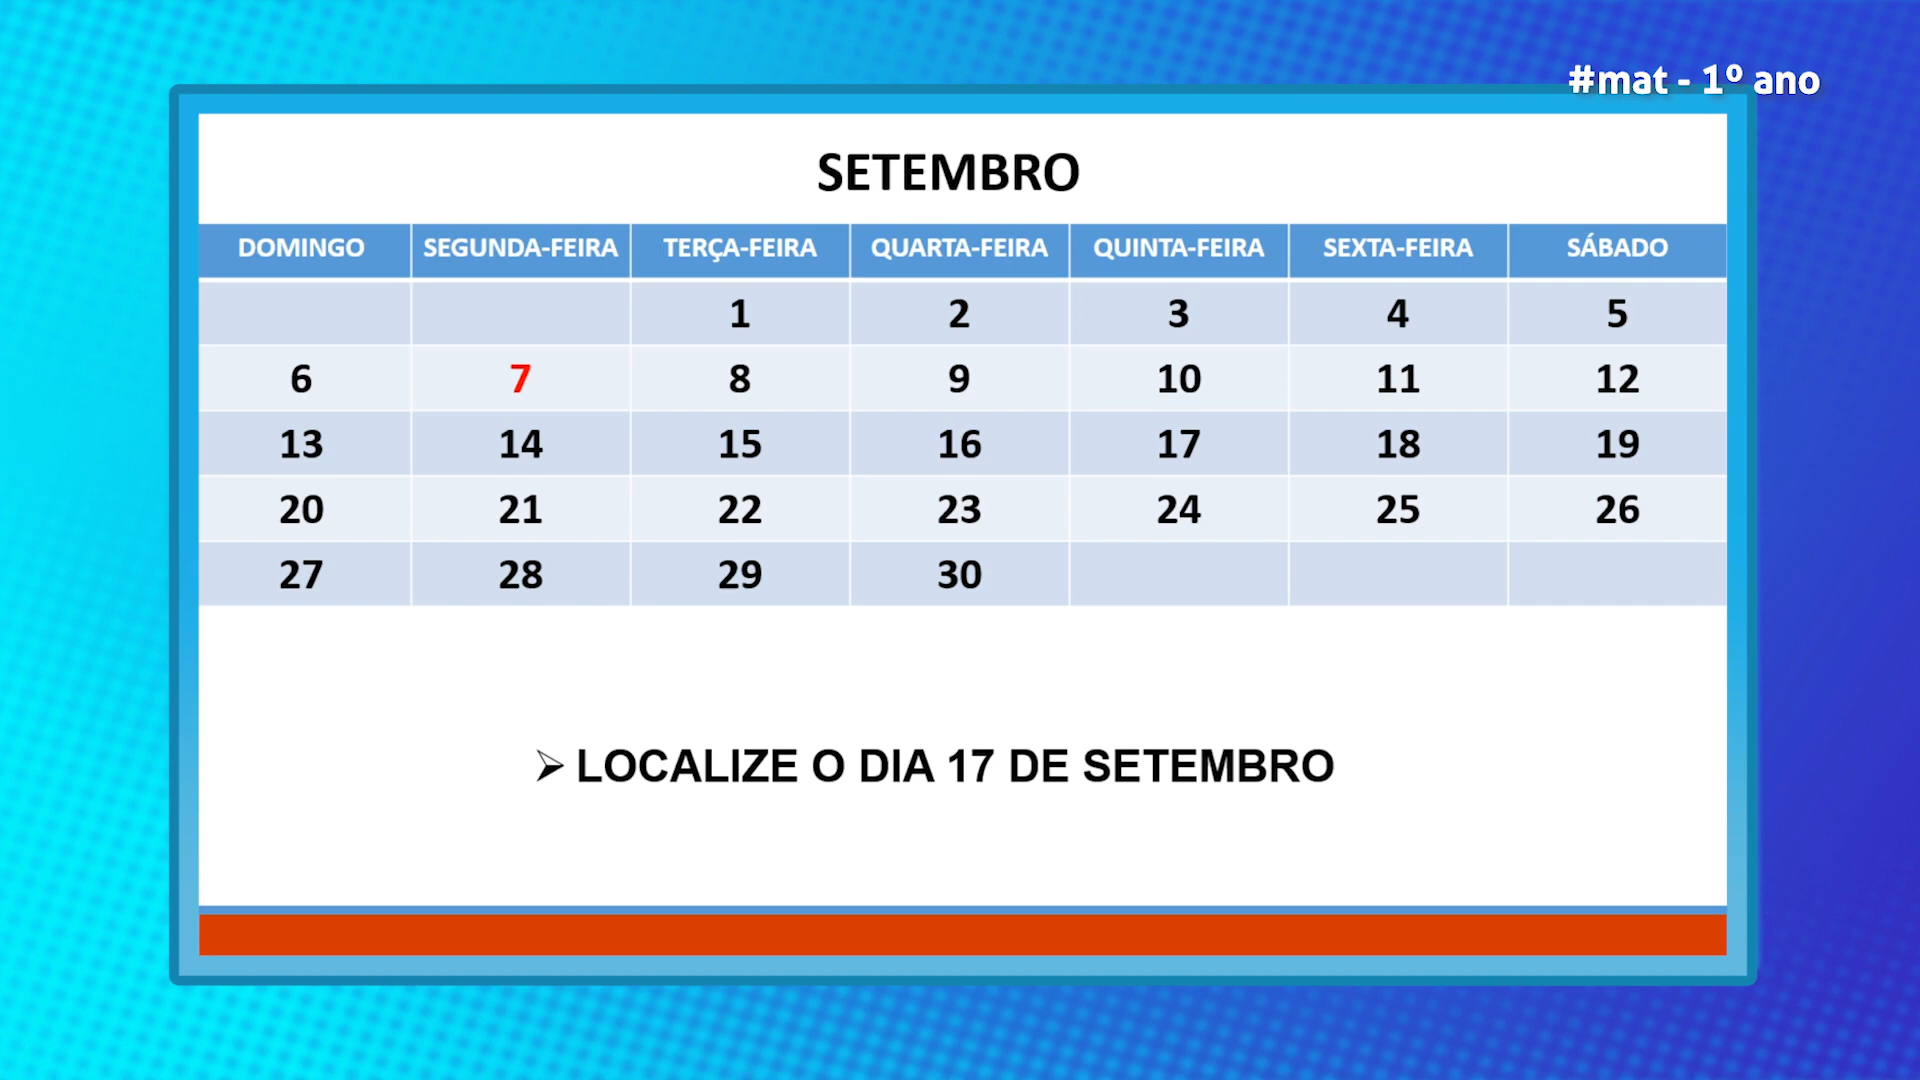 #mat - 1º ano
SETEMBRO
DOMINGO SEGUNDA-FEIRA TERÇA-FEIRA QUARTA-FEIRA QUINTA-FEIRA SEXTA-FEIRA SÁBADO
1 2 3 4 5
6 7 8 9 10 11 12
13 14 15 16 17 18 19
20 21 22 23 24 25 26
27 28 29 30
➢ LOCALIZE O DIA 17 DE SETEMBRO